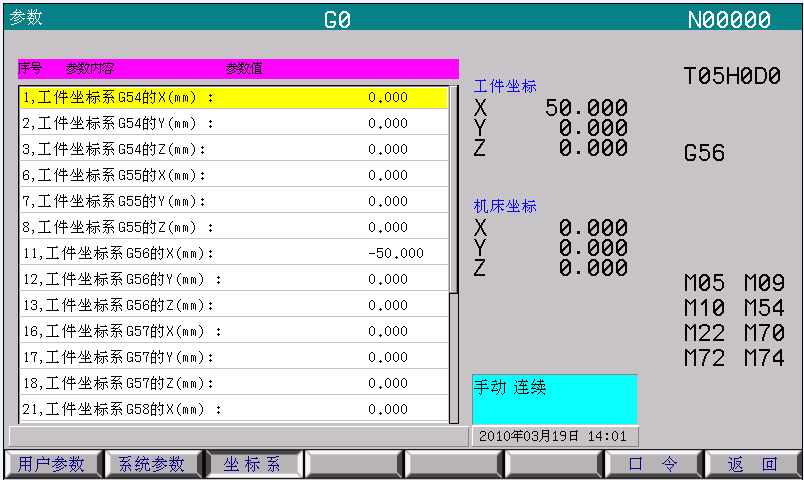 参数 G0 N00000
序号 参数内容 参数值
1,工件坐标系G54的X(mm) : 0.000
2,工件坐标系G54的Y(mm) : 0.000
3,工件坐标系G54的Z(mm): 0.000
6,工件坐标系G55的X(mm): 0.000
7,工件坐标系G55的Y(mm): 0.000
8,工件坐标系G55的Z(mm) : 0.000
11,工件坐标系G56的X(mm): -50.000
12,工件坐标系G56的Y(mm) : 0.000
13,工件坐标系G56的Z(mm): 0.000
16,工件坐标系G57的X(mm): 0.000
17,工件坐标系G57的Y(mm): 0.000
18,工件坐标系G57的Z(mm): 0.000
21,工件坐标系G58的X(mm) : 0.000
工件坐标
X 50.000
Y 0.000
Z 0.000
机床坐标
X 0.000
Y 0.000
Z 0.000
T05H0D0
G56
M05 M09
M10 M54
M22 M70
M72 M74
手动 连续
2010年03月19日 14:01
用户参数 系统参数 坐标系 口 令 返 回